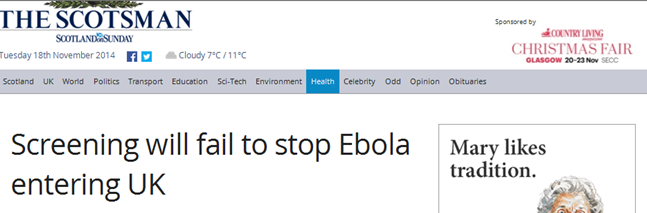 THE SCOTSMAN
SCOTLAND ON SUNDAY
Sponsored by
COUNTRY LIVING
CHRISTMAS FAIR
GLASGOW 20-23 Nov SECC
Tuesday 18th November 2014 Cloudy 7°C / 11°C
Scotland UK World Politics Transport Education Sci-Tech Environment Health Celebrity Odd Opinion Obituaries
Screening will fail to stop Ebola
entering UK
Mary likes
tradition.